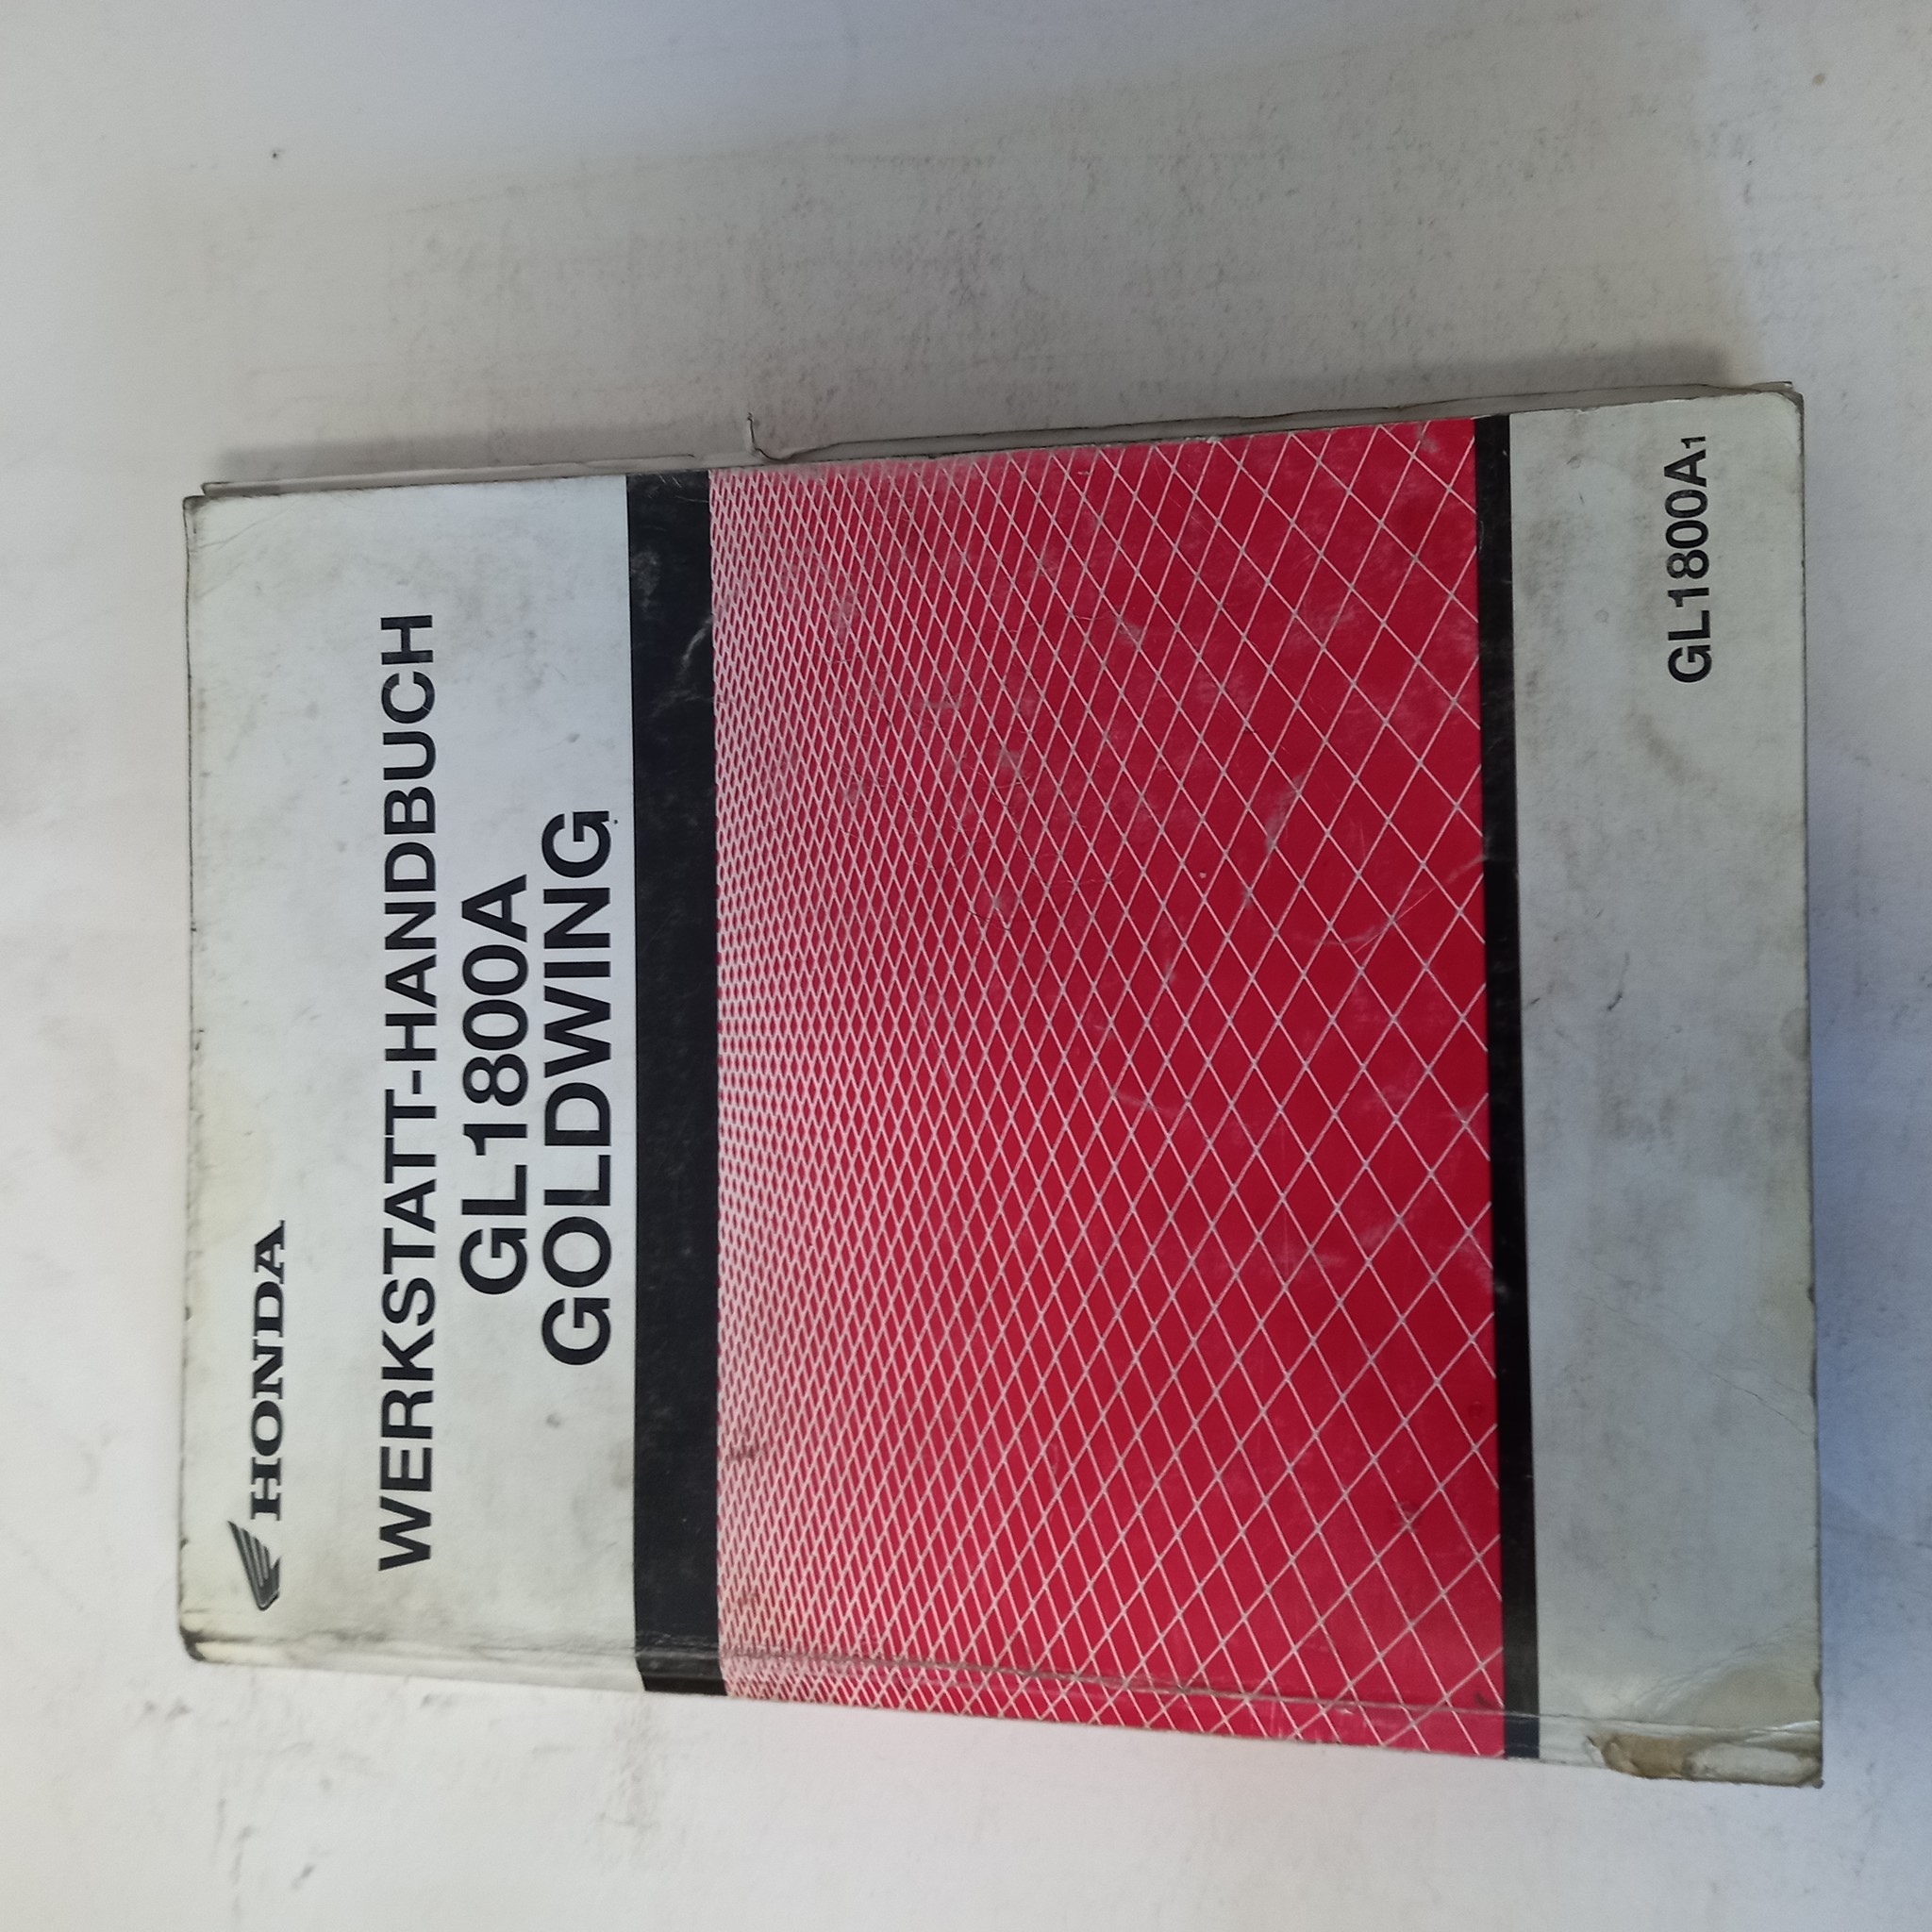 HONDA
WERKSTATT-HANDBUCH
GL1800A
GOLDWING
GL1800A1